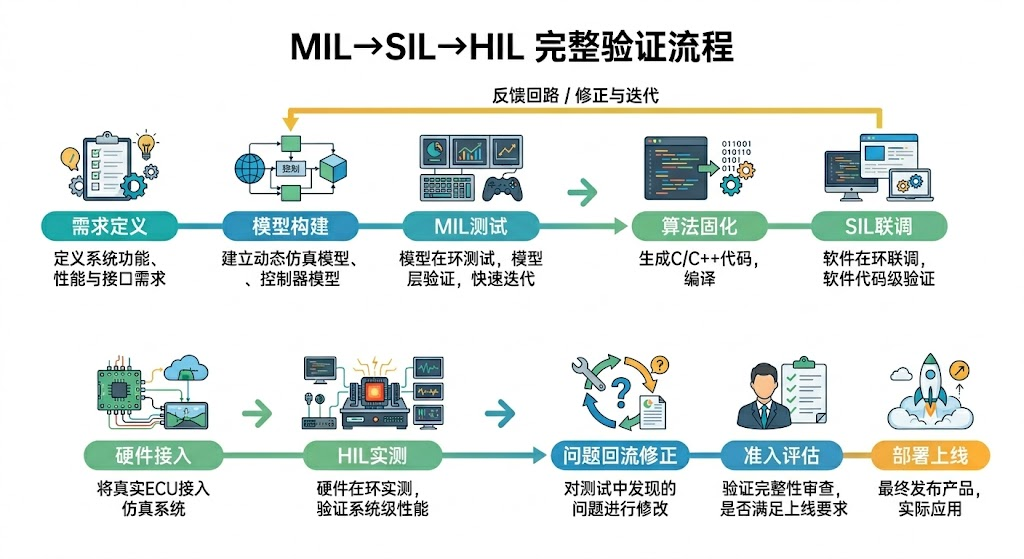 MIL→SIL→HIL 完整验证流程
反馈回路 / 修正与迭代
控制
011001
010110
0101
011
需求定义
模型构建
MIL测试
算法固化
SIL联调
定义系统功能、
性能与接口需求
建立动态仿真模型、
、控制器模型
模型在环测试，模型
层验证，快速迭代
生成C/C++代码，
编译
软件在环联调，
软件代码级验证
硬件接入
HIL实测
问题回流修正
准入评估
部署上线
将真实ECU接入
仿真系统
硬件在环实测，
验证系统级性能
对测试中发现的
问题进行修改
验证完整性审查，
是否满足上线要求
最终发布产品，
实际应用